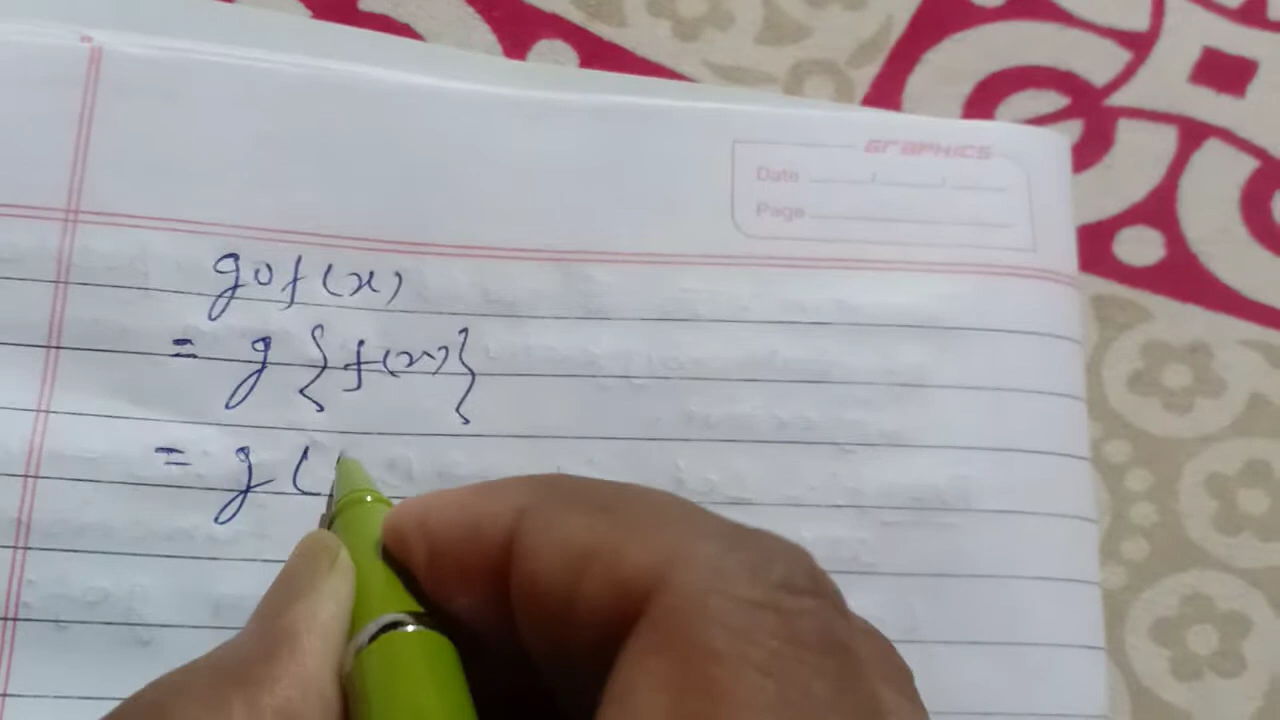 GRAPHICS
Date
Page
gof(x)
= g{f(x)}
= g(